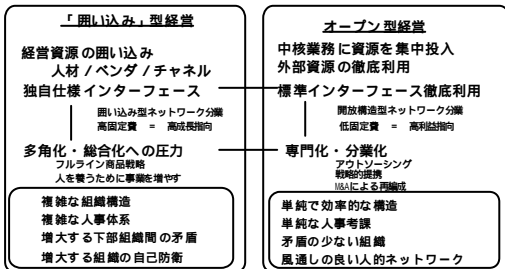 「囲い込み」型経営
経営資源の囲い込み
人材/ベンダ/チャネル
独自仕様インターフェース
囲い込み型ネットワーク分業
高固定費 = 高成長指向
多角化・総合化への圧力
フルライン商品戦略
人を養うために事業を増やす
複雑な組織構造
複雑な人事体系
増大する下部組織間の矛盾
増大する組織の自己防衛
オープン型経営
中核業務に資源を集中投入
外部資源の徹底利用
標準インターフェース徹底利用
開放構造型ネットワーク分業
低固定費 = 高利益指向
専門化・分業化
アウトソーシング
戦略的提携
M&Aによる再編成
単純で効率的な構造
単純な人事考課
矛盾の少ない組織
風通しの良い人的ネットワーク